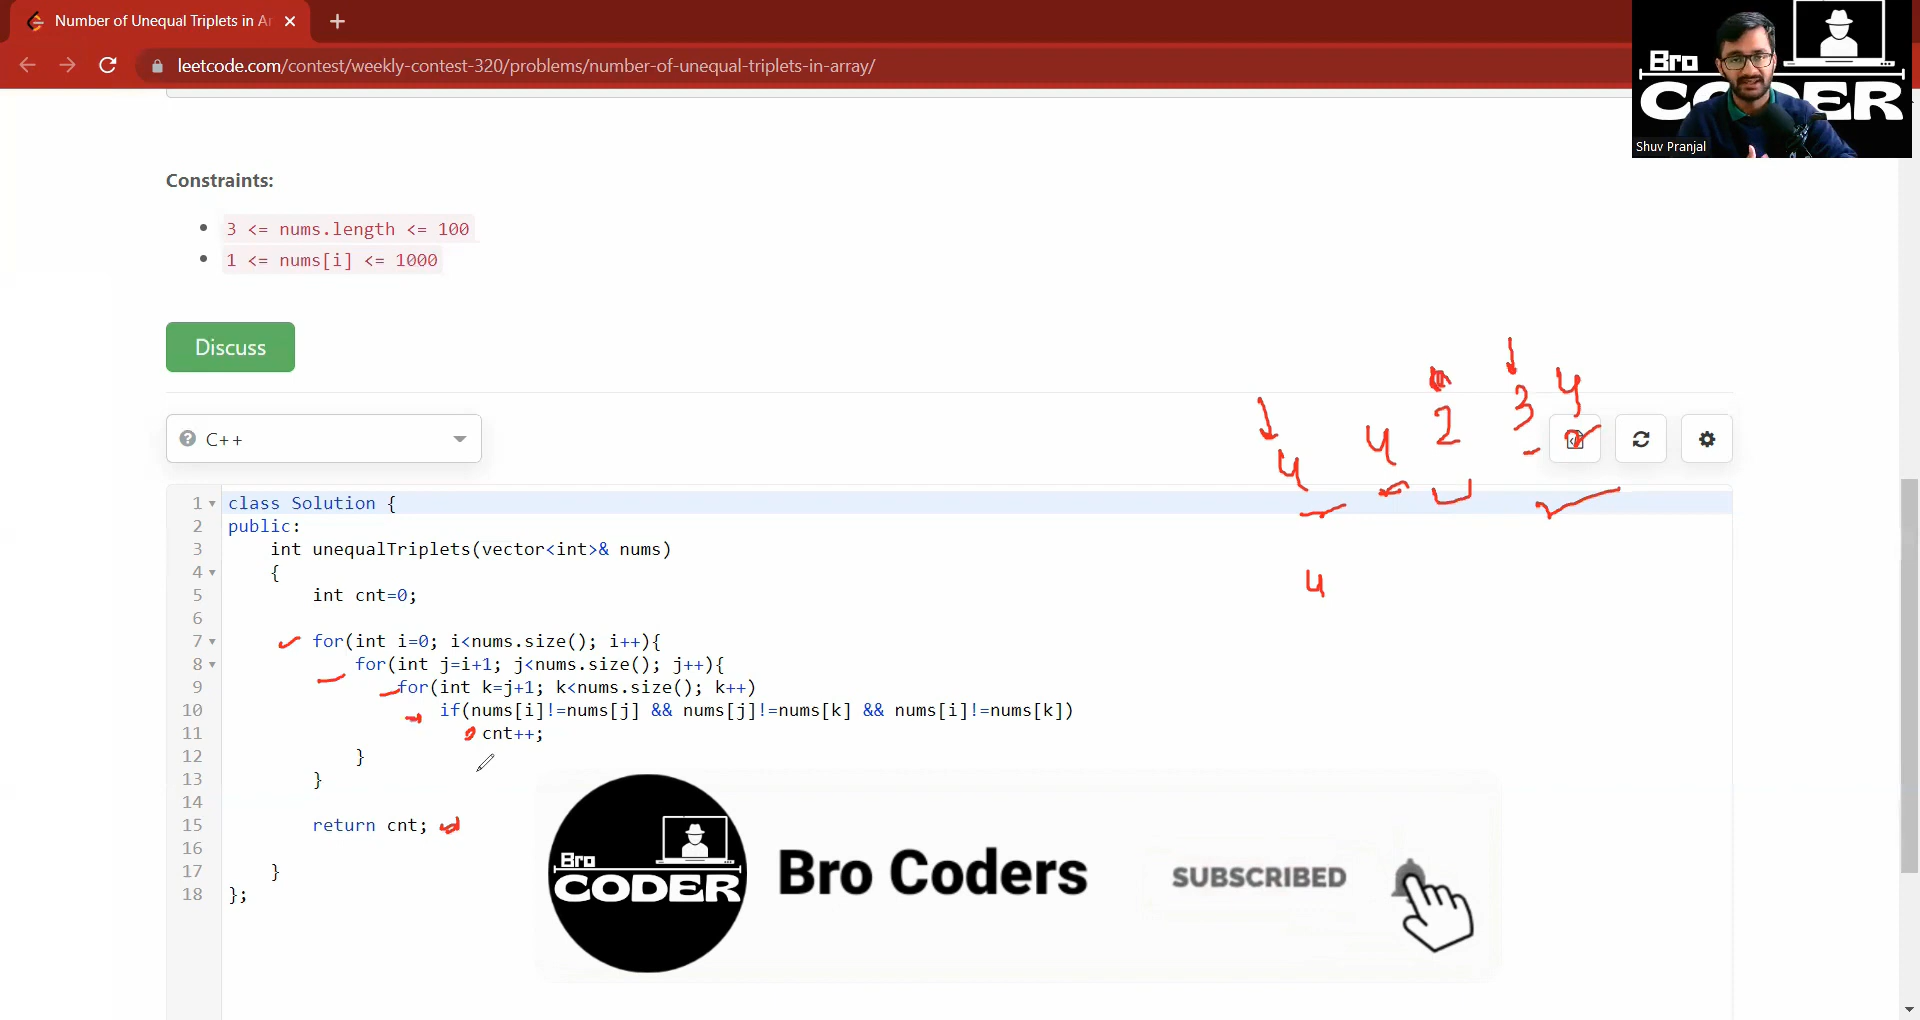 Number of Unequal Triplets in Ar
leetcode.com/contest/weekly-contest-320/problems/number-of-unequal-triplets-in-array/
Bro
CODER
Shuv Pranjal
Constraints:
3 <= nums.length <= 100
1 <= nums[i] <= 1000
Discuss
C++
4 4 2 3 4
4
1 class Solution {
2 public:
3 int unequalTriplets(vector<int>& nums)
4 {
5 int cnt=0;
6
7 for(int i=0; i<nums.size(); i++){
8 for(int j=i+1; j<nums.size(); j++){
9 for(int k=j+1; k<nums.size(); k++)
10 if(nums[i]!=nums[j] && nums[j]!=nums[k] && nums[i]!=nums[k])
11 cnt++;
12 }
13 }
14
15 return cnt;
16
17 }
18 };
Bro
CODER
Bro Coders
SUBSCRIBED